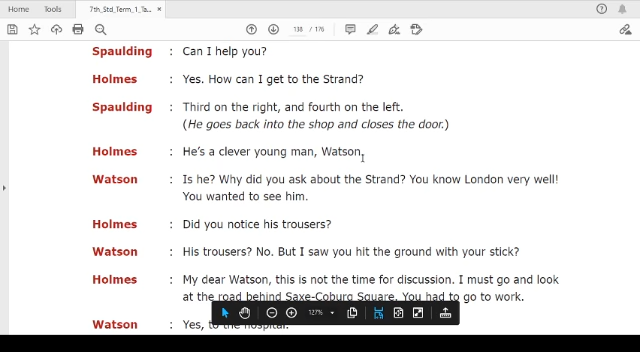 Home Tools 7th_Std_Term_1_Ta... ×
138 / 176
Spaulding : Can I help you?
Holmes : Yes. How can I get to the Strand?
Spaulding : Third on the right, and fourth on the left.
(He goes back into the shop and closes the door.)
Holmes : He's a clever young man, Watson.
Watson : Is he? Why did you ask about the Strand? You know London very well!
You wanted to see him.
Holmes : Did you notice his trousers?
Watson : His trousers? No. But I saw you hit the ground with your stick?
Holmes : My dear Watson, this is not the time for discussion. I must go and look
at the road behind Saxe-Coburg Square. You had to go to work.
127%
Watson : Yes, to the hospital.